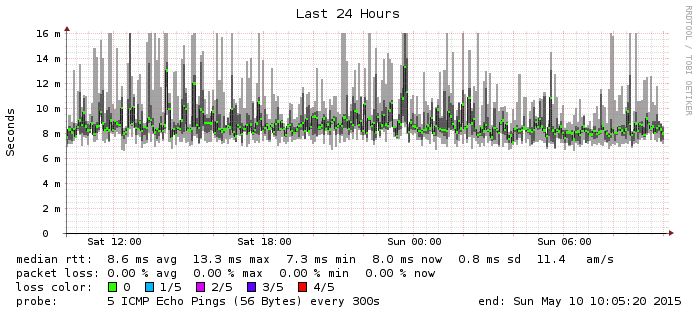 Last 24 Hours
RRDTOOL / TOBI OETIKER
Seconds
16 m
14 m
12 m
10 m
8 m
6 m
4 m
2 m
0
Sat 12:00 Sat 18:00 Sun 00:00 Sun 06:00
median rtt: 8.6 ms avg 13.3 ms max 7.3 ms min 8.0 ms now 0.8 ms sd 11.4 am/s
packet loss: 0.00 % avg 0.00 % max 0.00 % min 0.00 % now
loss color: 0 1/5 2/5 3/5 4/5
probe: 5 ICMP Echo Pings (56 Bytes) every 300s end: Sun May 10 10:05:20 2015